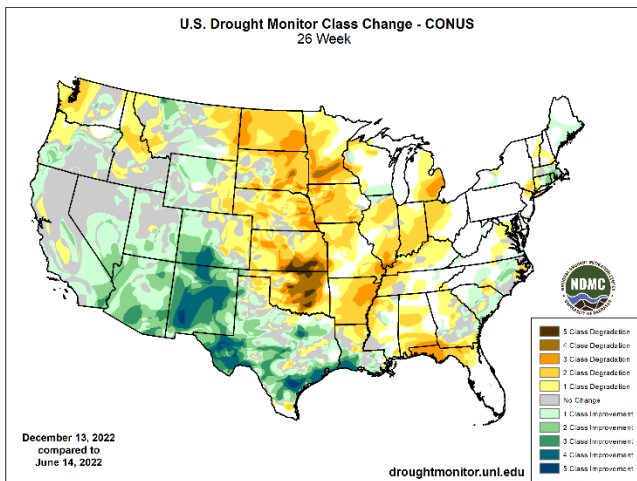 U.S. Drought Monitor Class Change - CONUS
26 Week
NDMC
5 Class Degradation
4 Class Degradation
3 Class Degradation
2 Class Degradation
1 Class Degradation
No Change
1 Class Improvement
2 Class Improvement
3 Class Improvement
4 Class Improvement
5 Class Improvement
December 13, 2022
compared to
June 14, 2022
droughtmonitor.unl.edu